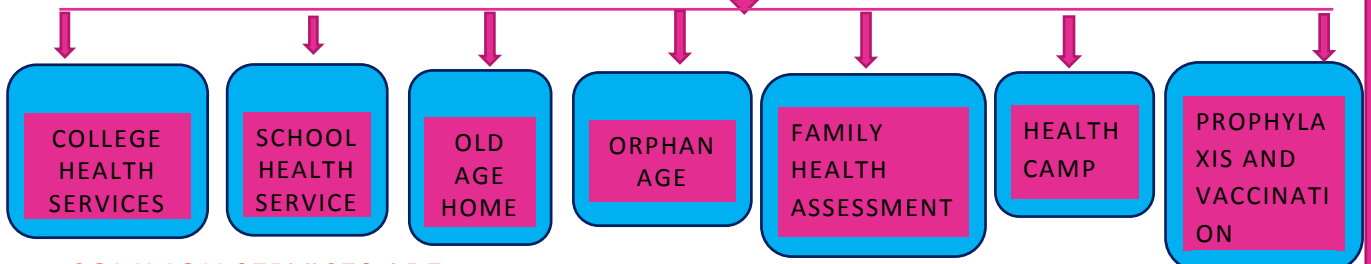 COLLEGE
HEALTH
SERVICES
SCHOOL
HEALTH
SERVICE
OLD
AGE
HOME
ORPHAN
AGE
FAMILY
HEALTH
ASSESSMENT
HEALTH
CAMP
PROPHYLA
XIS AND
VACCINATI
ON